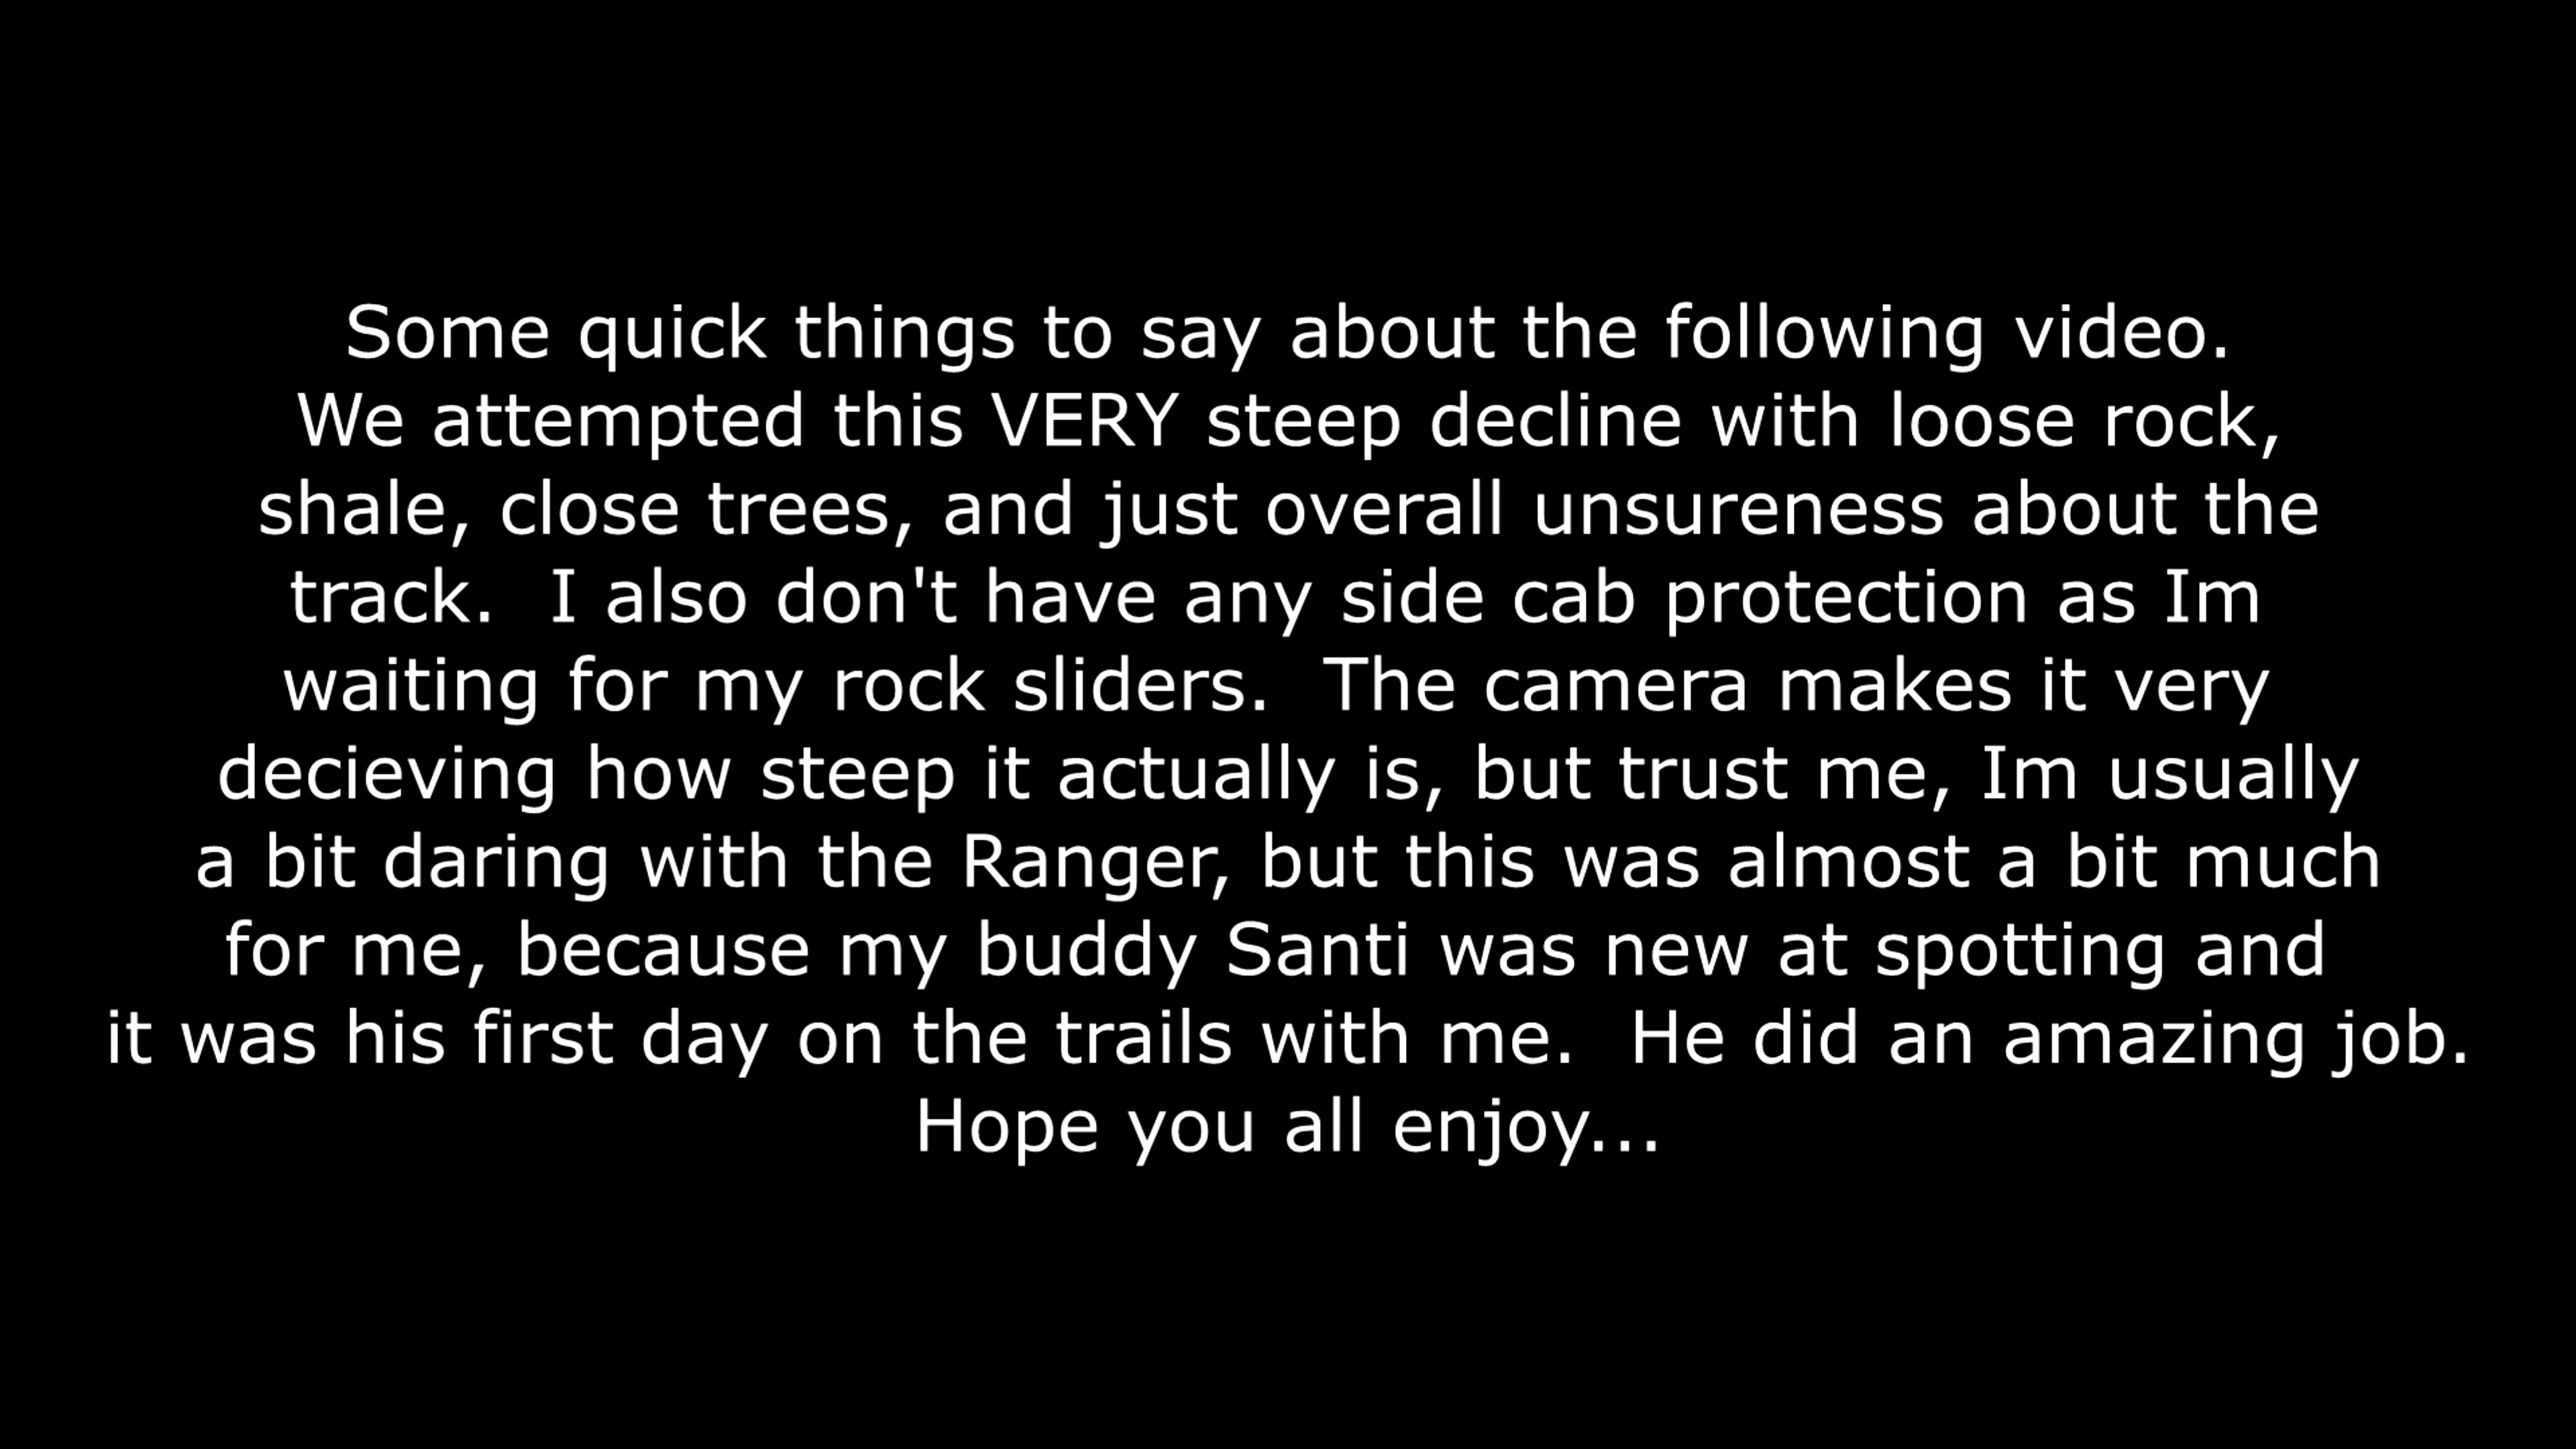 Some quick things to say about the following video.
We attempted this VERY steep decline with loose rock,
shale, close trees, and just overall unsureness about the
track.  I also don't have any side cab protection as Im
waiting for my rock sliders.  The camera makes it very
decieving how steep it actually is, but trust me, Im usually
a bit daring with the Ranger, but this was almost a bit much
for me, because my buddy Santi was new at spotting and
it was his first day on the trails with me.  He did an amazing job.
Hope you all enjoy...